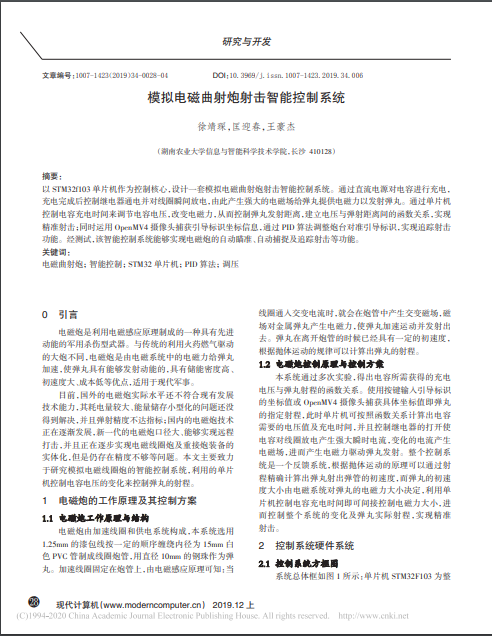 研究与开发
文章编号:1007-1423(2019)34-0028-04
DOI:10.3969/j.issn.1007-1423.2019.34.006
模拟电磁曲射炮射击智能控制系统
徐靖琛,匡迎春,王豪杰
(湖南农业大学信息与智能科学技术学院,长沙 410128)
摘要:
以 STM32f103 单片机作为控制核心,设计一套模拟电磁曲射炮射击智能控制系统。通过直流电源对电容进行充电,
充电完成后控制继电器通电并对线圈瞬间放电,由此产生强大的电磁场给弹丸提供电磁力以发射弹丸。通过单片机
控制电容充电时间来调节电容电压,改变电磁力,从而控制弹丸发射距离,建立电压与弹射距离间的函数关系,实现
精准射击;同时运用 OpenMV4 摄像头捕获引导标识坐标信息,通过 PID 算法调整炮台对准引导标识,实现追踪射击
功能。经测试,该智能控制系统能够实现电磁炮的自动瞄准、自动捕捉及追踪射击等功能。
关键词:
电磁曲射炮;智能控制;STM32 单片机;PID 算法;调压
0 引言
电磁炮是利用电磁感应原理制成的一种具有先进
动能的军用杀伤型武器。与传统的利用火药燃气驱动
的大炮不同,电磁炮是由电磁系统中的电磁力给弹丸
加速,使弹丸具有能够发射动能的,具有储能密度高、
初速度大、成本低等优点,适用于现代军事。
目前,国外的电磁炮实际水平还不符合现有发展
技术能力,其耗电量较大、能量储存小型化的问题还没
得到解决,并且弹射精度不达指标;国内的电磁炮技术
正在逐渐发展,新一代的电磁炮口径大、能够实现远程
打击,并且正在逐步实现电磁线圈炮及重接炮装备的
实体化,但是仍存在精度不够等问题。本文主要致力
于研究模拟电磁线圈炮的智能控制系统,利用的单片
机控制电容电压的变化来控制弹丸的射程。
1 电磁炮的工作原理及其控制方案
1.1 电磁炮工作原理与结构
电磁炮由加速线圈和供电系统构成,本系统选用
1.25mm 的漆包线按一定的顺序缠绕内径为 15mm 白
色 PVC 管制成线圈炮管,用直径 10mm 的钢珠作为弹
丸。加速线圈固定在炮管上,由电磁感应原理可知:当
线圈通入交变电流时,就会在炮管中产生交变磁场,磁
场对金属弹丸产生电磁力,使弹丸加速运动并发射出
去。弹丸在离开炮管的时候已经具有一定的初速度,
根据抛体运动的规律可以计算出弹丸的射程。
1.2 电磁炮控制原理与控制方案
本系统通过多次实验,得出电容所需获得的充电
电压与弹丸射程的函数关系。使用按键输入引导标识
的坐标值或 OpenMV4 摄像头捕获具体坐标值即弹丸
的指定射程,此时单片机可按照函数关计算出电容
需要的电压值及充电时间,并且控制继电器的打开使
电容对线圈放电产生强大瞬时电流,变化的电流产生
电磁场,进而产生电磁力驱动弹丸发射。整个控制系
统是一个反馈系统,根据抛体运动的原理可以通过射
程精确计算出弹丸射出弹管的初速度,而弹丸的初速
度大小由电磁系统对弹丸的电磁力大小决定,利用单
片机控制电容充电时间即可间接控制电磁力大小,进
而控制整个系统的变化及弹丸实际射程,实现精准
射击。
2 控制系统硬件系统
2.1 控制系统方框图
系统总体框如图 1 所示:单片机 STM32F103 为整
28 现代计算机(www.moderncomputer.cn) 2019.12 上
(C)1994-2020 China Academic Journal Electronic Publishing House. All rights reserved. http://www.cnki.net